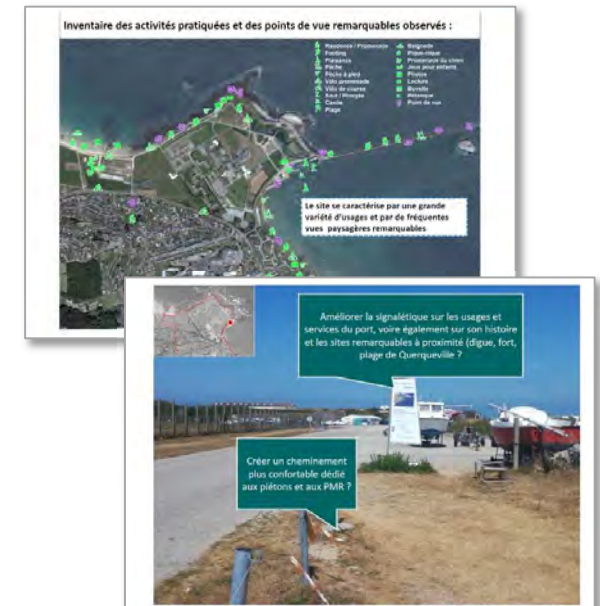 Inventaire des activités pratiquées et des points de vue remarquables observés :
Randonnée / Promenade
Footing
Plaisance
Pêche
Pêche à pied
Vélo promenade
Vélo de course
Saut / Plongée
Canoë
Plage
Baignade
Pique-nique
Promenade du chien
Jeux pour enfants
Photos
Lecture
Buvette
Pétanque
Point de vue
Le site se caractérise par une grande
variété d'usages et par de fréquentes
vues paysagères remarquables
Améliorer la signalétique sur les usages et
services du port, voire également sur son histoire
et les sites remarquables à proximité (digue, fort,
plage de Querqueville ?
Créer un cheminement
plus confortable dédié
aux piétons et aux PMR ?